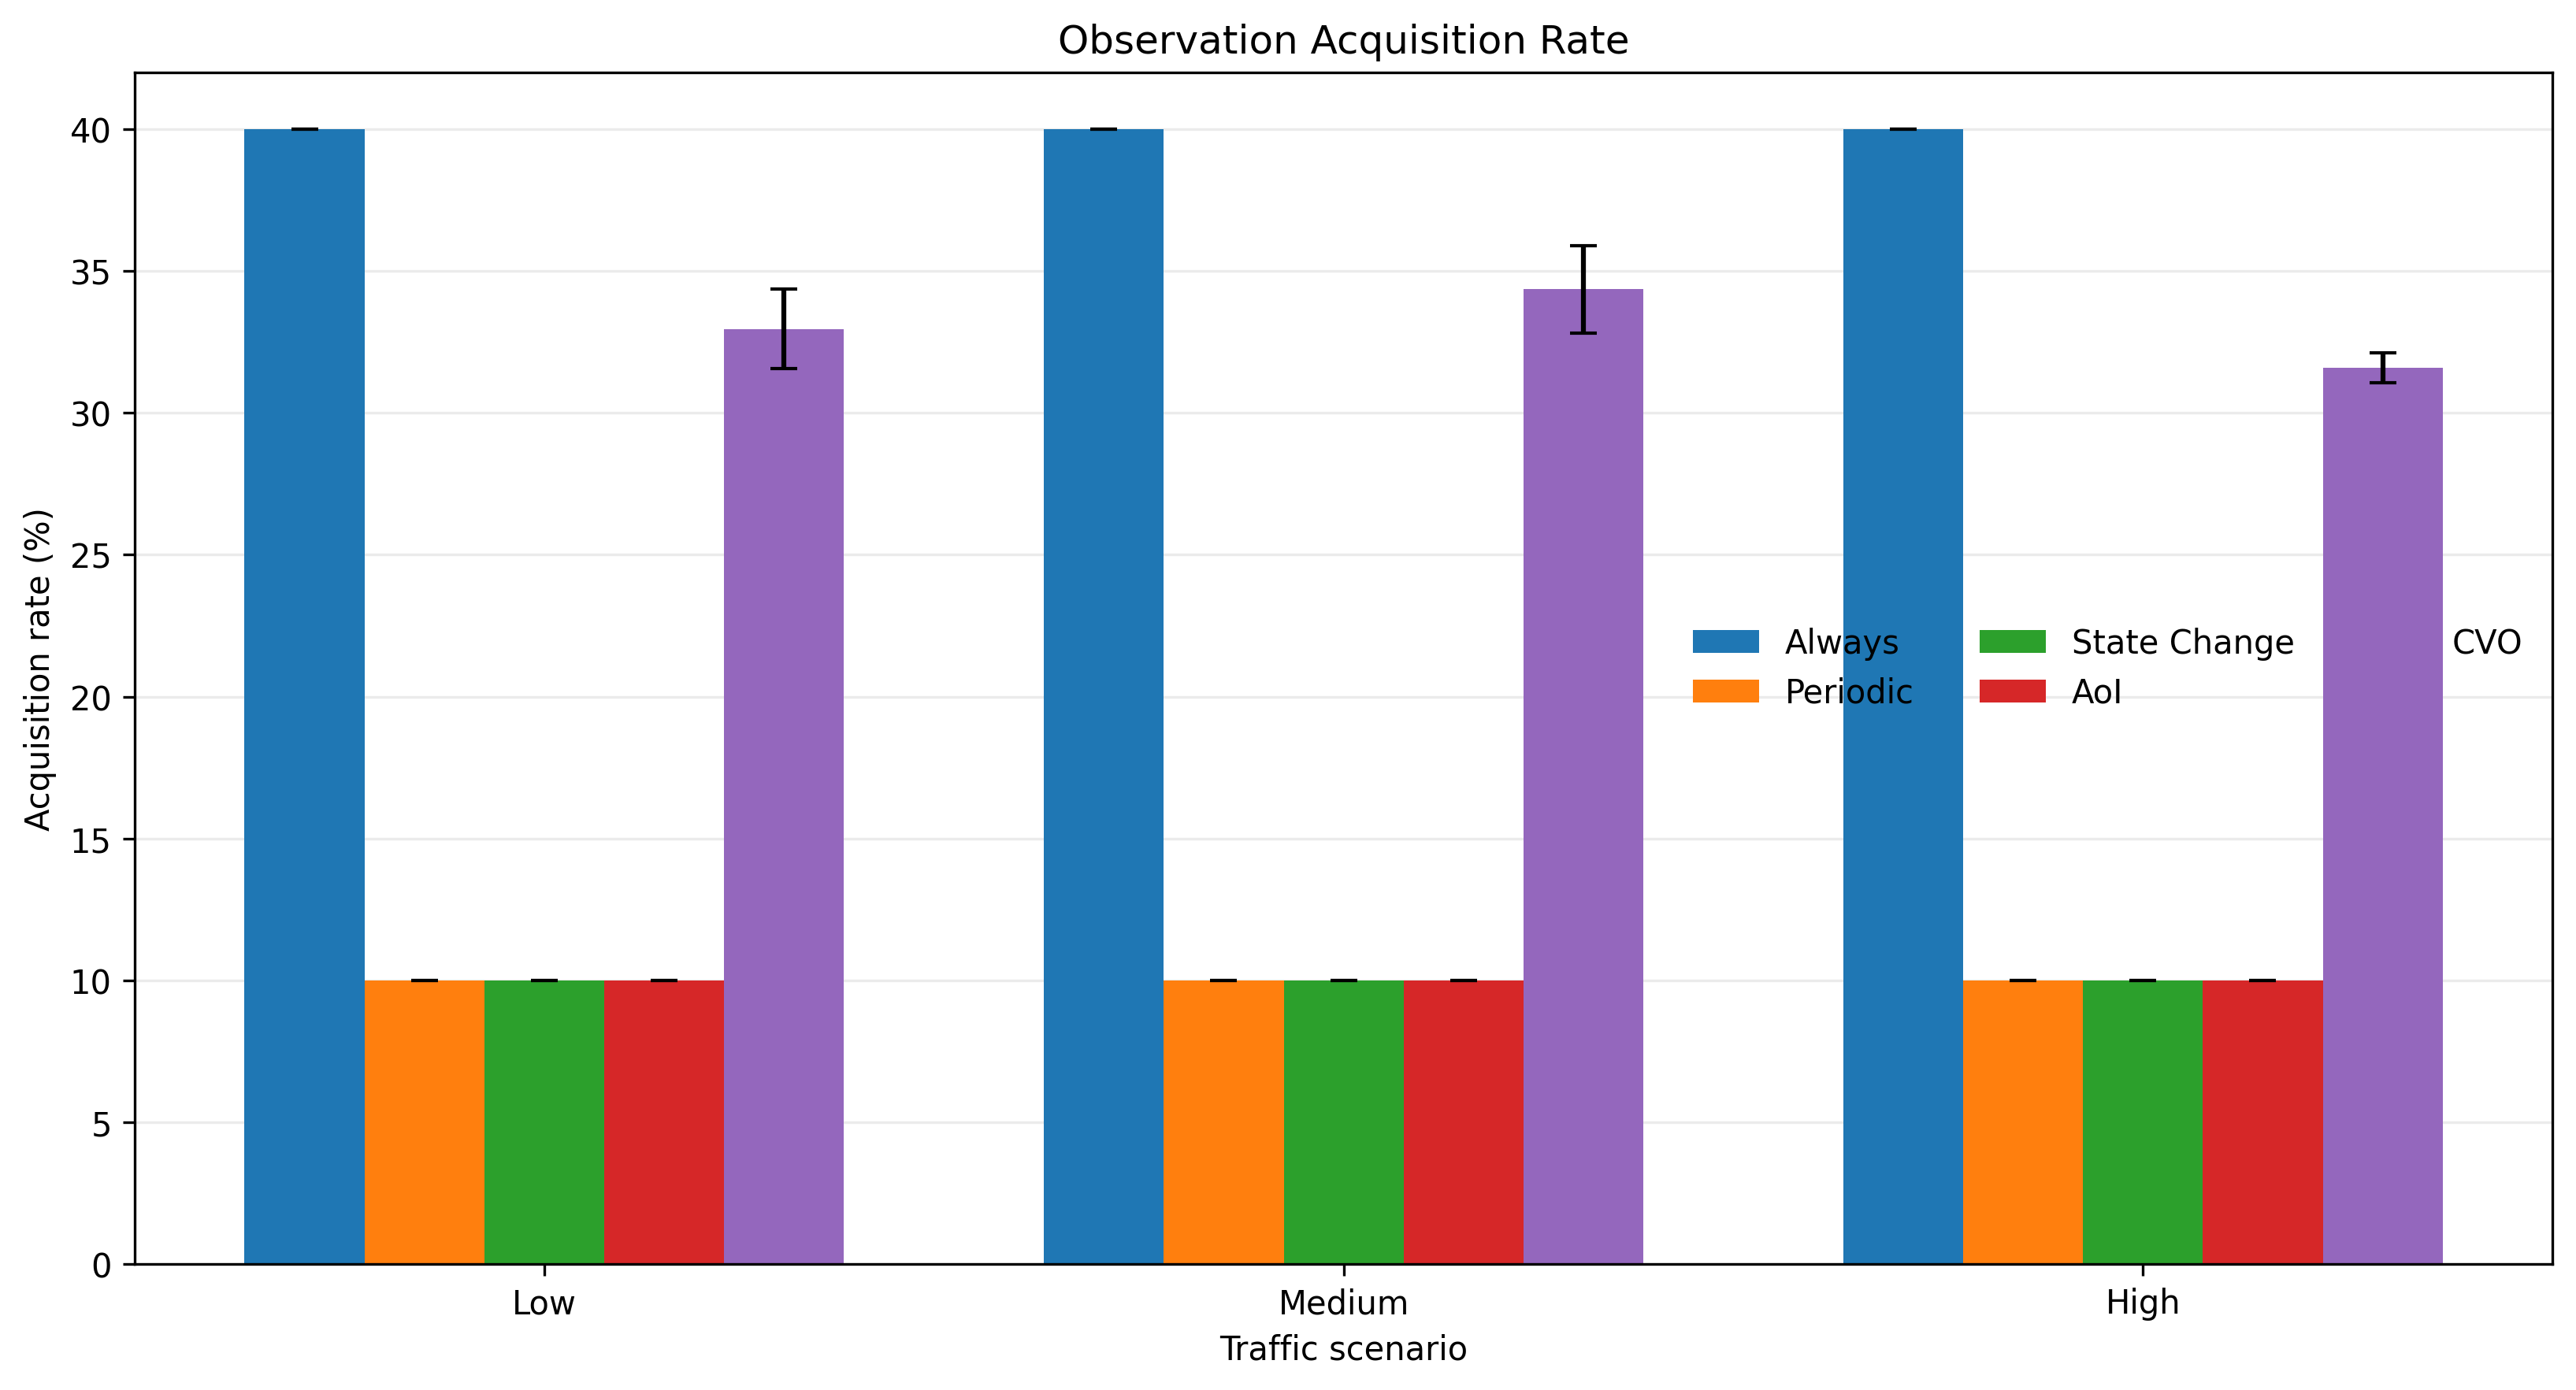 Observation Acquisition Rate
Acquisition rate (%)
40
35
30
25
20
15
10
5
0
Always
Periodic
State Change
AoI
CVO
Low
Medium
High
Traffic scenario